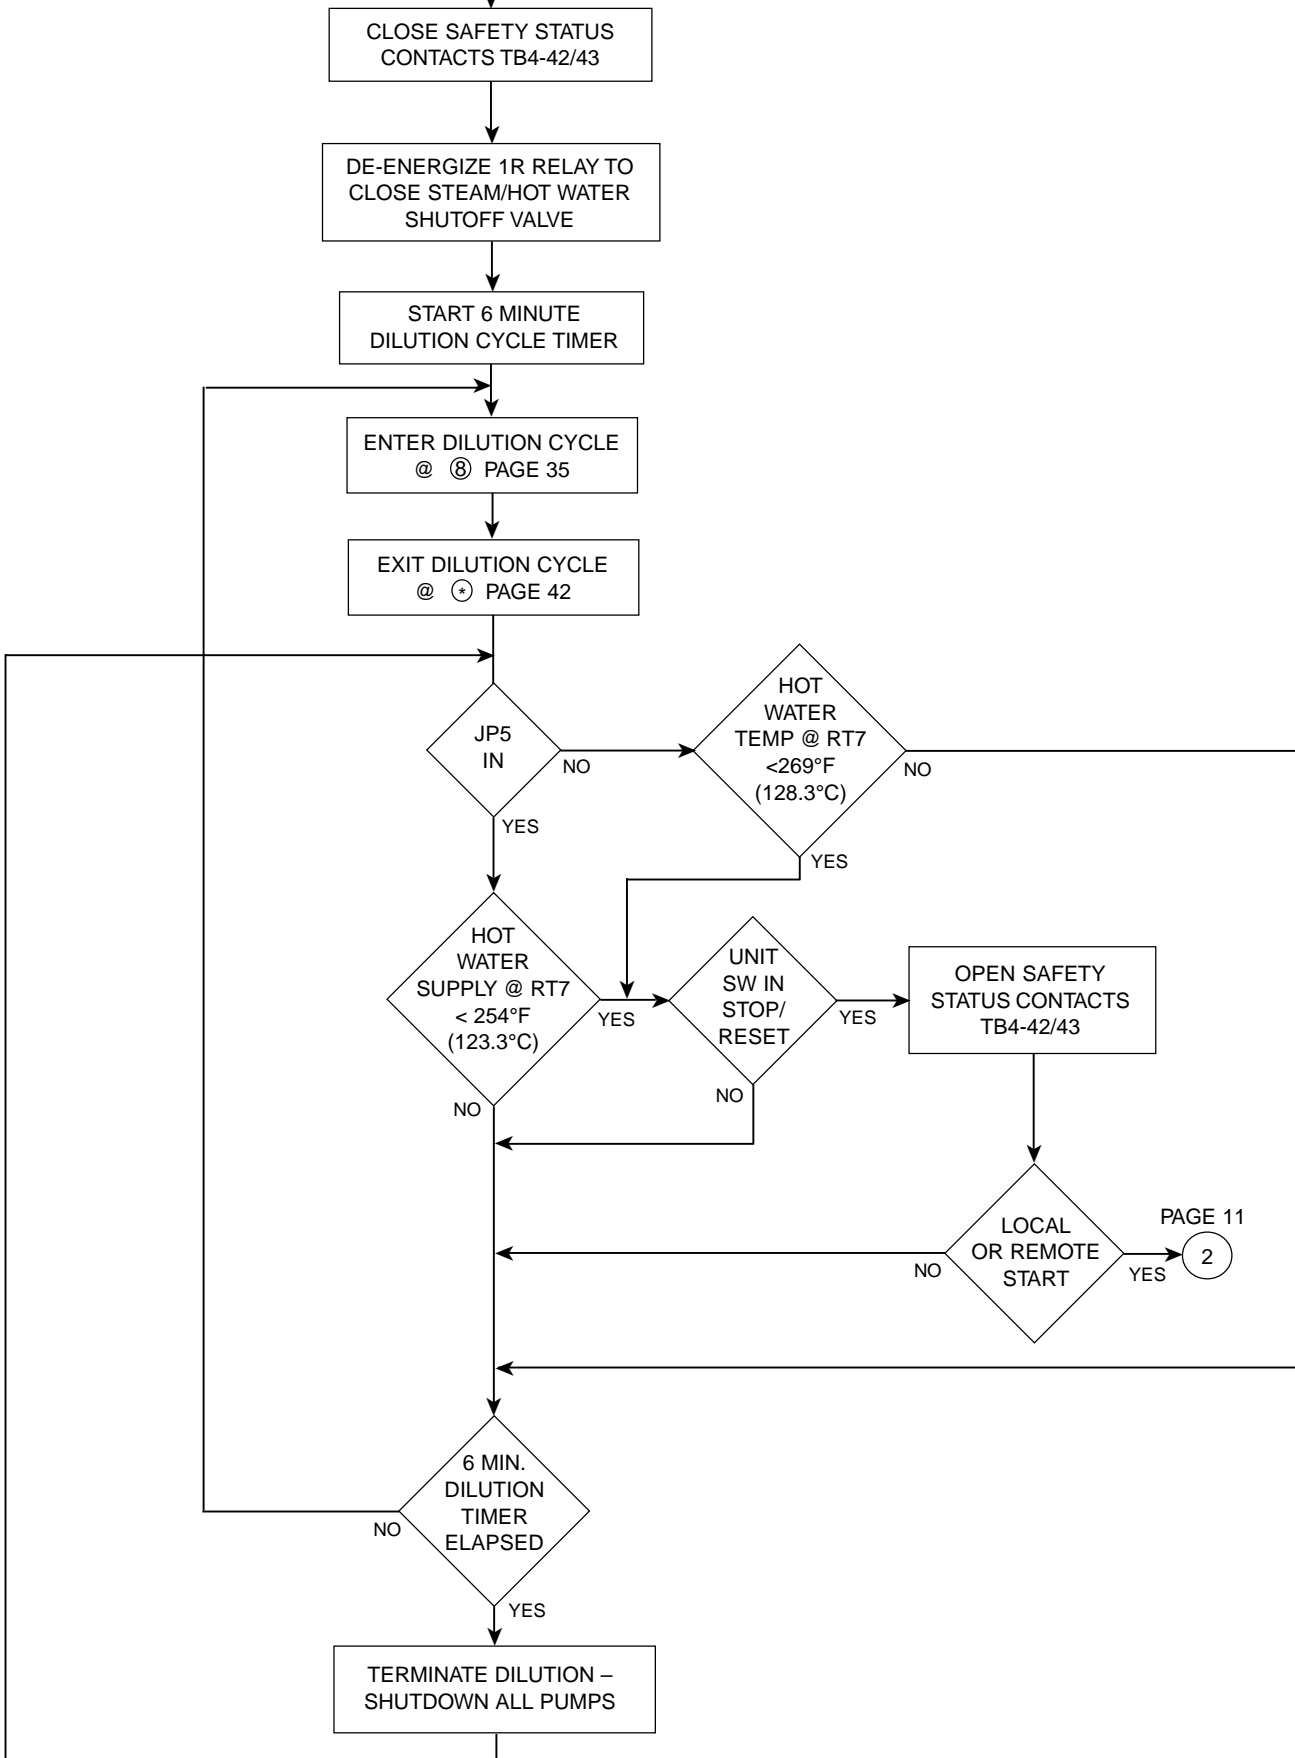 CLOSE SAFETY STATUS
CONTACTS TB4-42/43
DE-ENERGIZE 1R RELAY TO
CLOSE STEAM/HOT WATER
SHUTOFF VALVE
START 6 MINUTE
DILUTION CYCLE TIMER
ENTER DILUTION CYCLE
@ ⑧ PAGE 35
EXIT DILUTION CYCLE
@ ⊛ PAGE 42
JP5
IN
NO
YES
HOT
WATER
TEMP @ RT7
<269°F
(128.3°C)
NO
YES
HOT
WATER
SUPPLY @ RT7
< 254°F
(123.3°C)
YES
NO
UNIT
SW IN
STOP/
RESET
YES
NO
OPEN SAFETY
STATUS CONTACTS
TB4-42/43
LOCAL
OR REMOTE
START
NO
YES
PAGE 11
2
6 MIN.
DILUTION
TIMER
ELAPSED
NO
YES
TERMINATE DILUTION –
SHUTDOWN ALL PUMPS